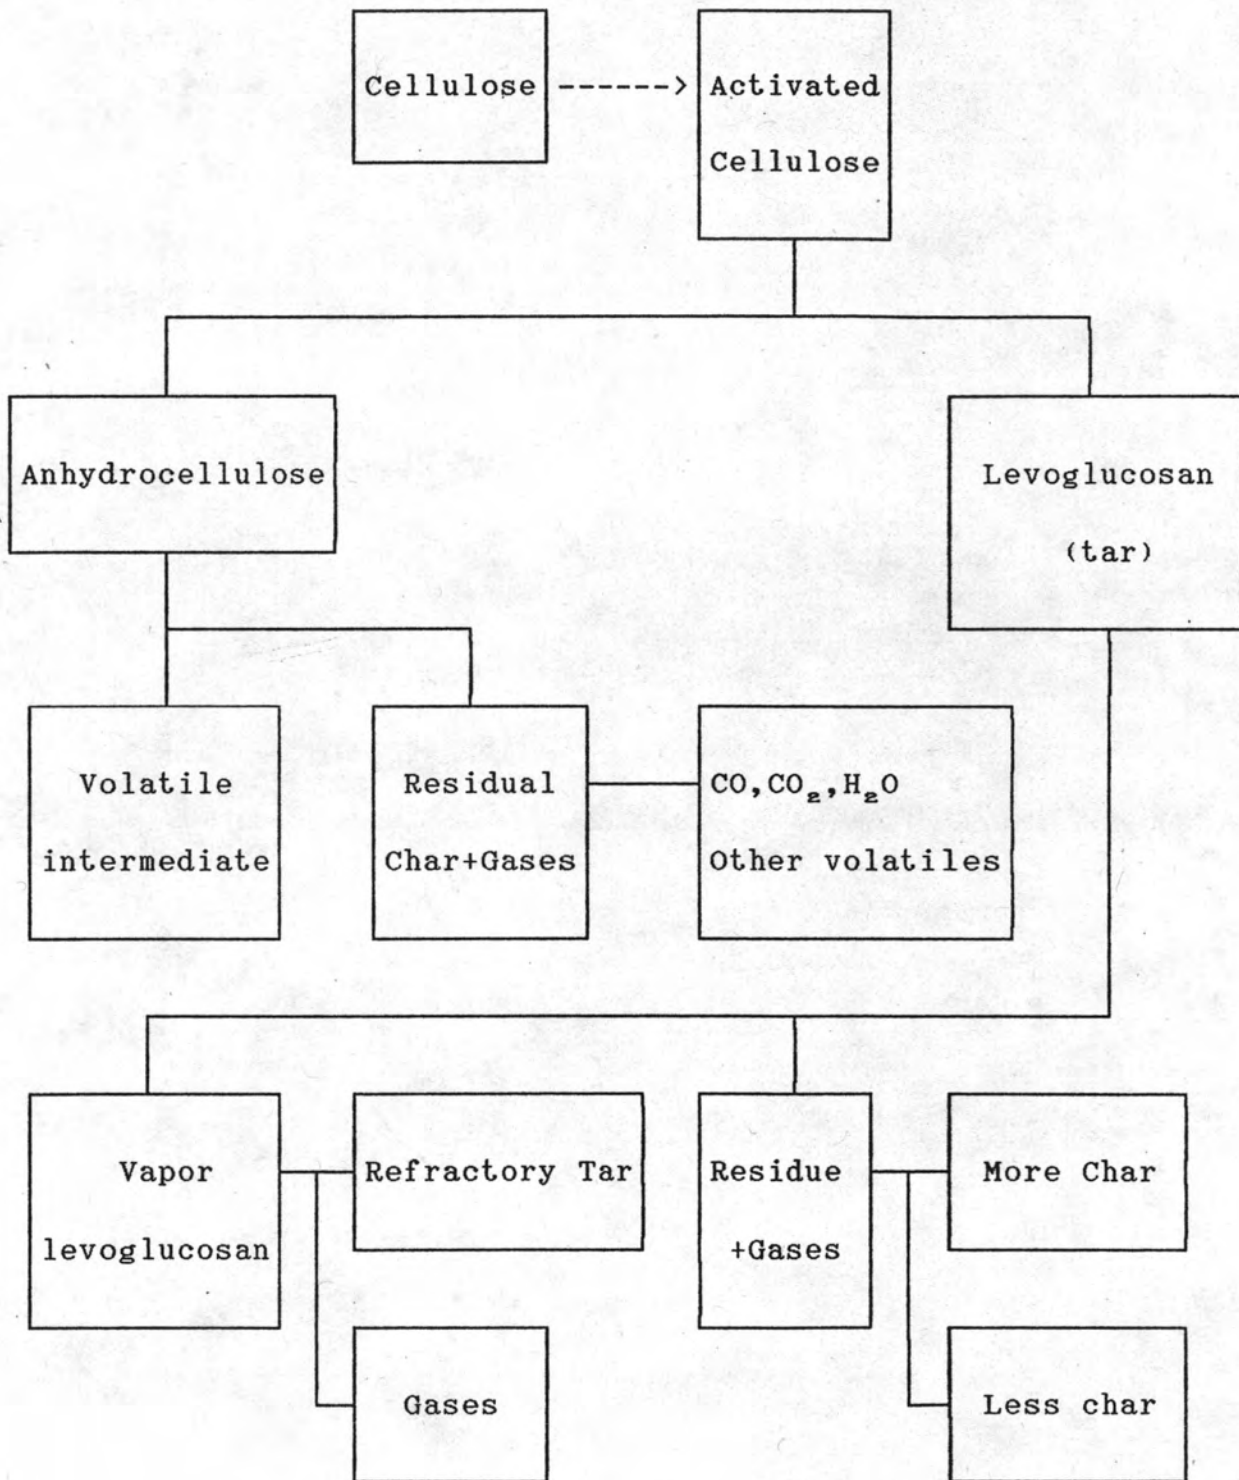 Cellulose ------> Activated
Cellulose
Anhydrocellulose
Levoglucosan
(tar)
Volatile
intermediate
Residual
Char+Gases
CO,CO₂,H₂O
Other volatiles
Vapor
levoglucosan
Refractory Tar
Residue
+Gases
More Char
Gases
Less char